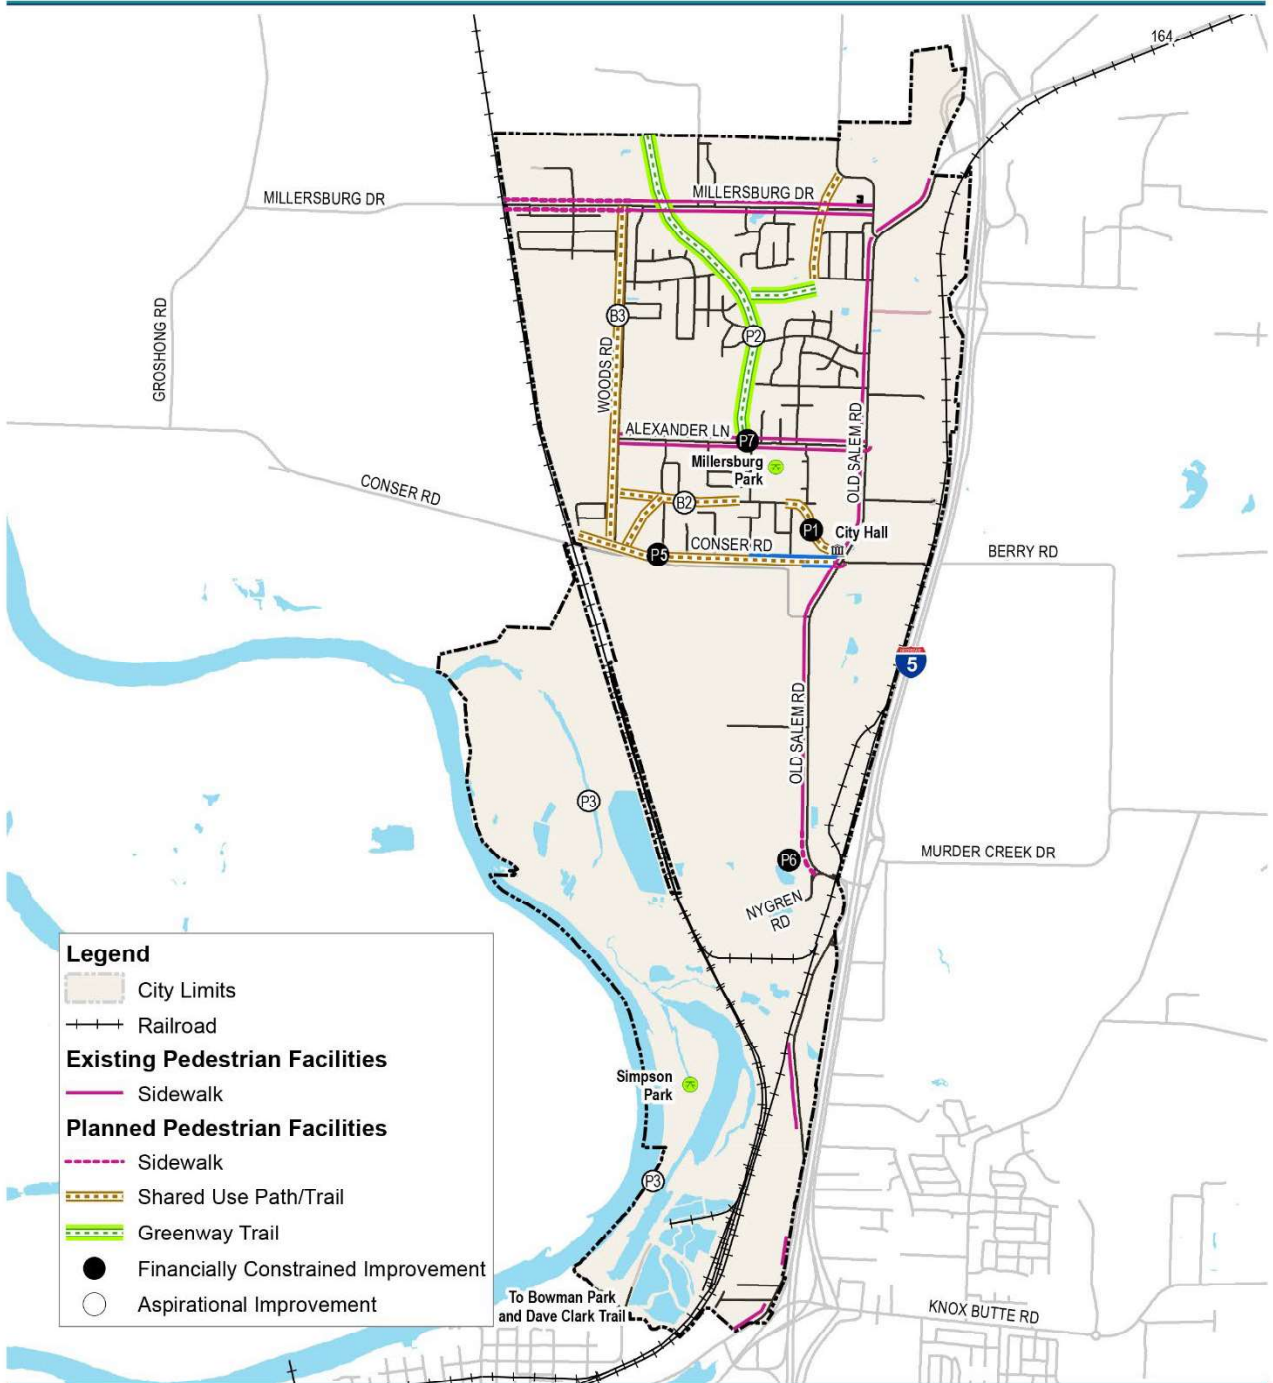 164
MILLERSBURG DR
MILLERSBURG DR
GROSHONG RD
B3
P2
WOODS RD
ALEXANDER LN
P7
OLD SALEM RD
Millersburg
Park
CONSER RD
B2
P1
City Hall
P5
CONSER RD
BERRY RD
5
OLD SALEM RD
P3
P6
MURDER CREEK DR
NYGREN
RD
Legend
City Limits
Railroad
Existing Pedestrian Facilities
Sidewalk
Planned Pedestrian Facilities
Sidewalk
Shared Use Path/Trail
Greenway Trail
Financially Constrained Improvement
Aspirational Improvement
Simpson
Park
P3
To Bowman Park
and Dave Clark Trail
KNOX BUTTE RD